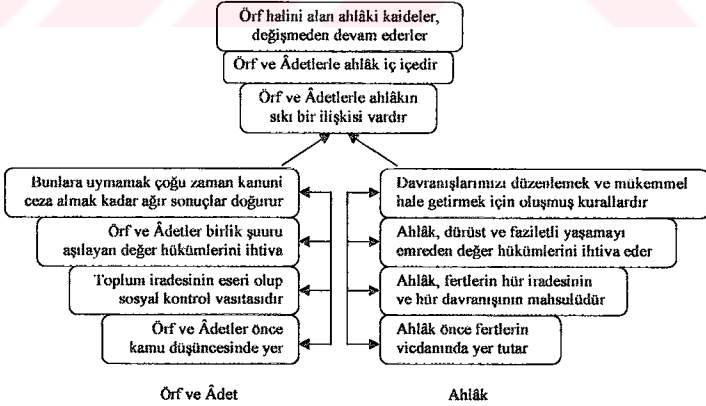 Örf halini alan ahlâki kaideler,
değişmeden devam ederler
Örf ve Âdetlerle ahlâk iç içedir
Örf ve Âdetlerle ahlâkın
sıkı bir ilişkisi vardır
Bunlara uymamak çoğu zaman kanuni
ceza almak kadar ağır sonuçlar doğurur
Örf ve Âdetler birlik şuuru
aşılayan değer hükümlerini ihtiva
Toplum iradesinin eseri olup
sosyal kontrol vasıtasıdır
Örf ve Âdetler önce
kamu düşüncesinde yer
Örf ve Âdet
Davranışlarımızı düzenlemek ve mükemmel
hale getirmek için oluşmuş kurallardır
Ahlâk, dürüst ve faziletli yaşamayı
emreden değer hükümlerini ihtiva eder
Ahlâk, fertlerin hür iradesinin
ve hür davranışının mahsulüdür
Ahlâk önce fertlerin
vicdanında yer tutar
Ahlâk